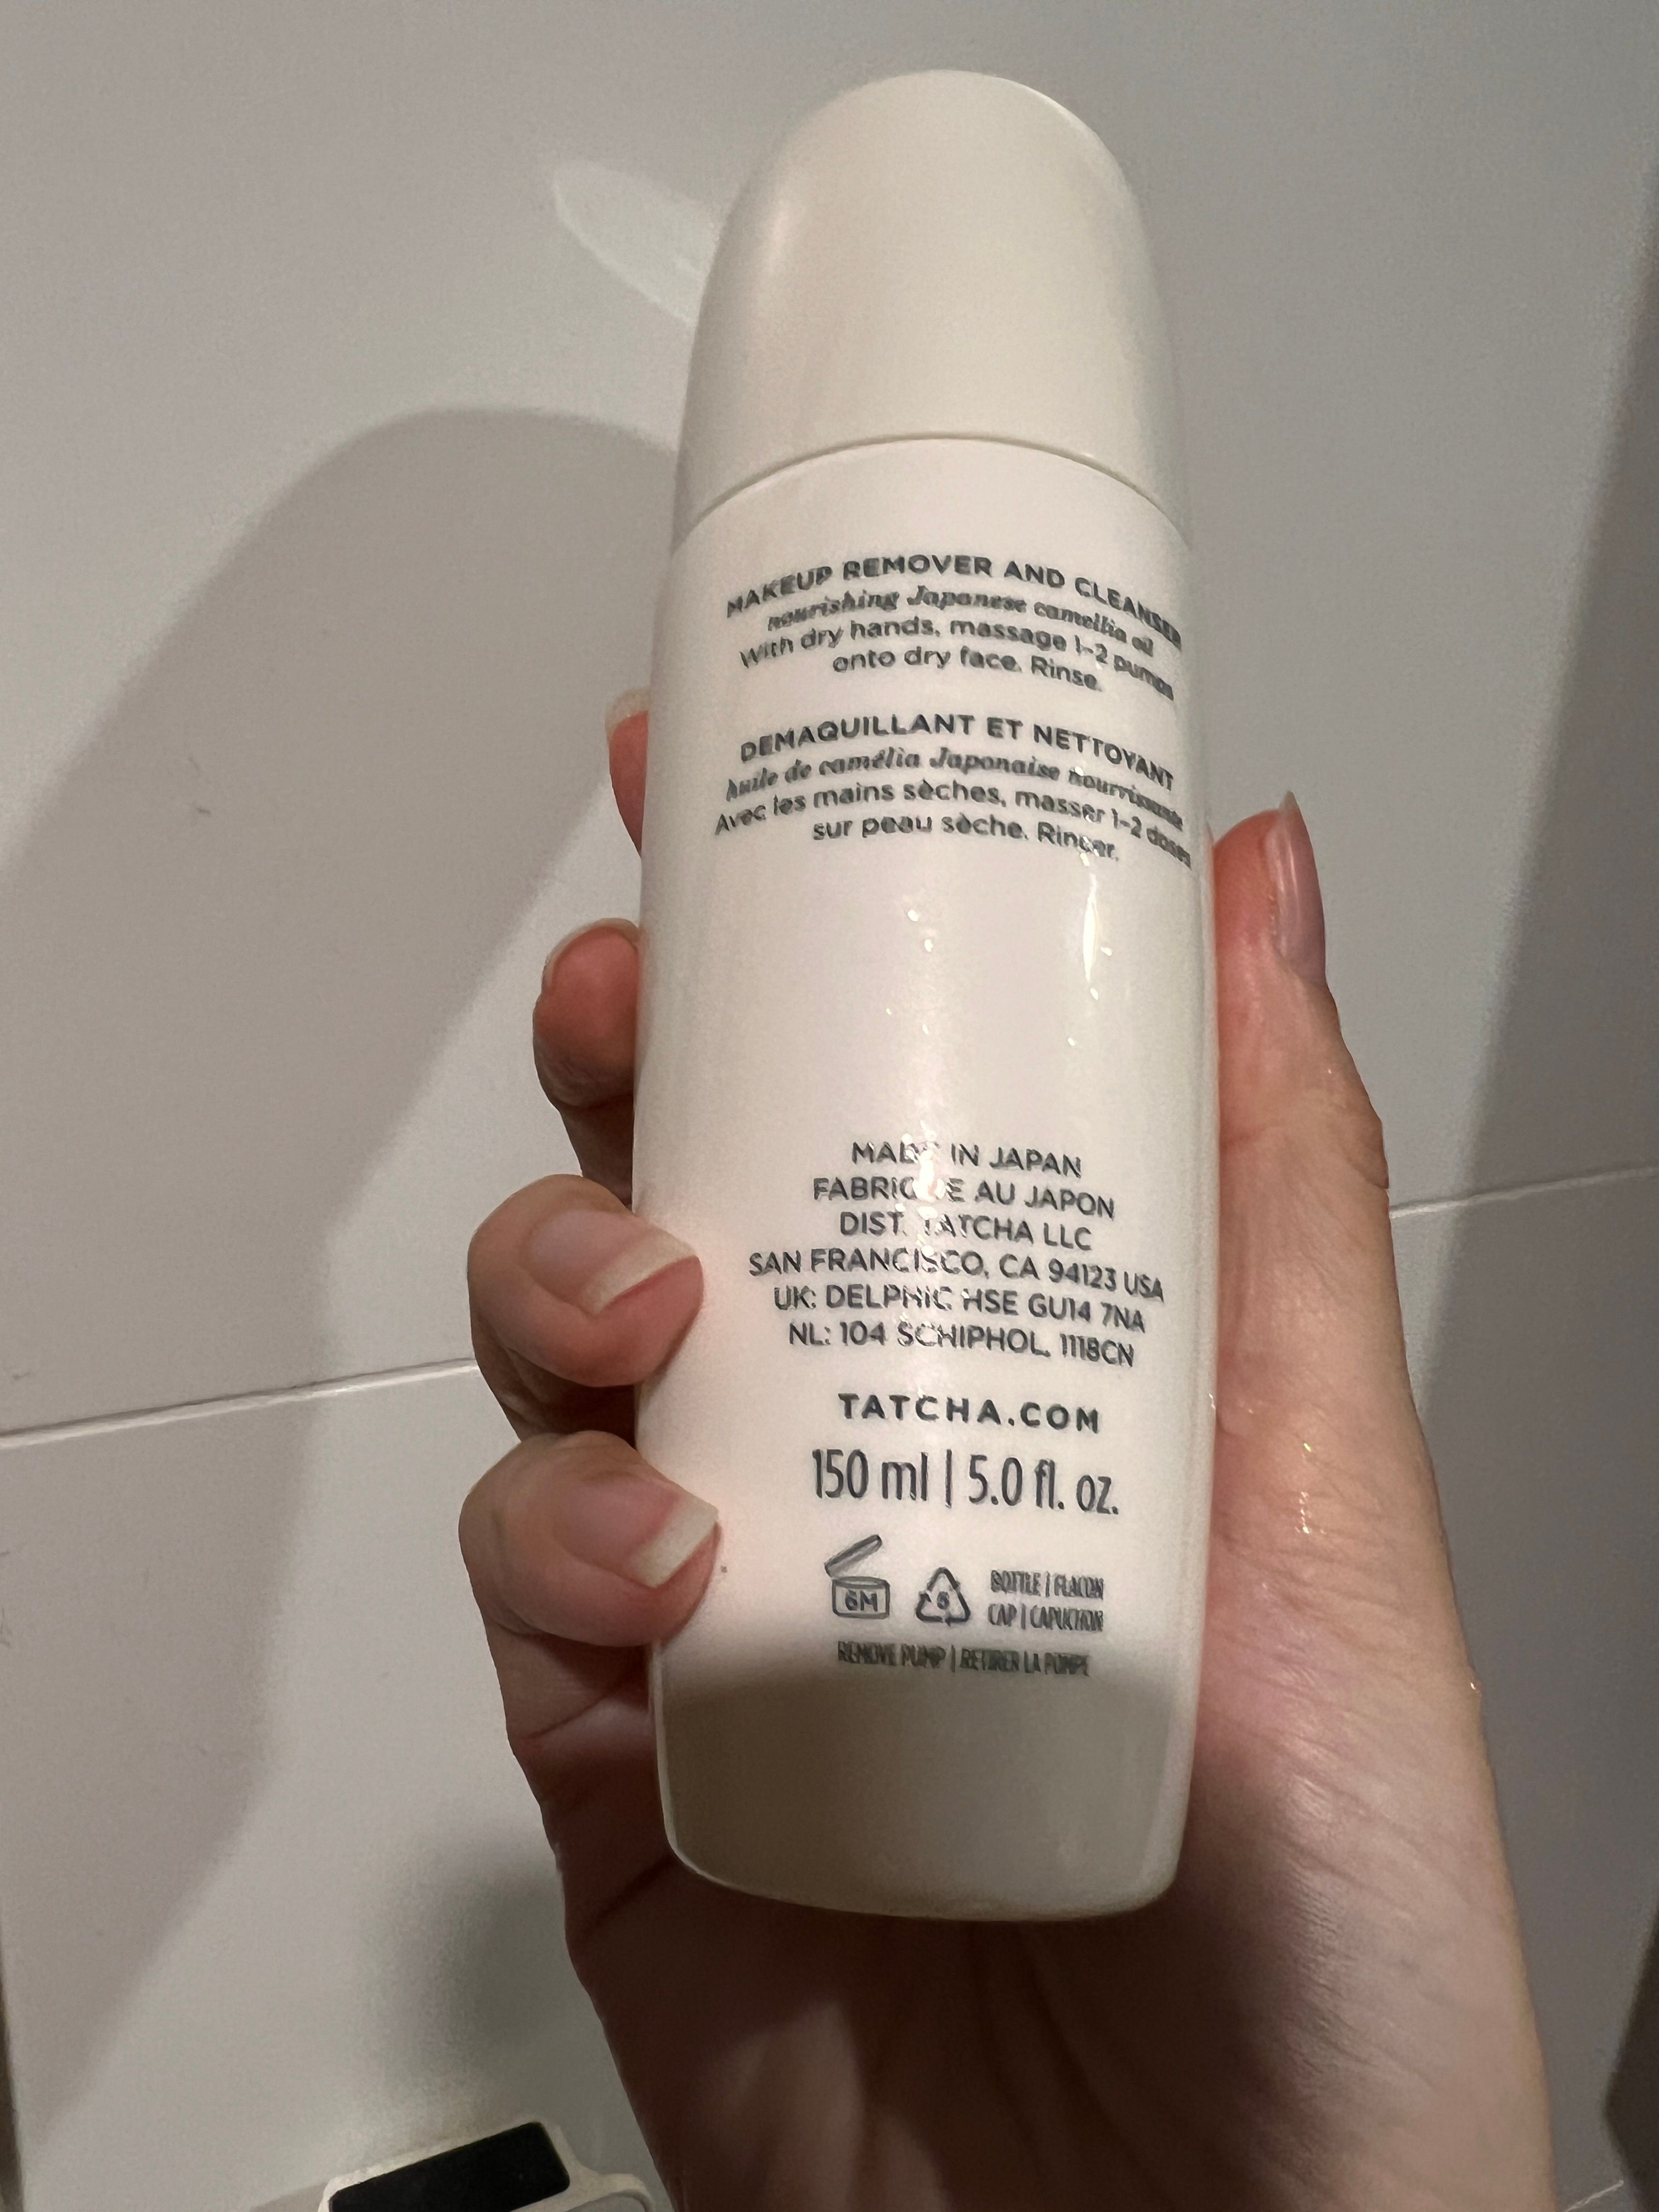 MAKEUP REMOVER AND CLEANSER
nourishing Japanese camellia oil
With dry hands, massage 1-2 pumps
onto dry face. Rinse.
DEMAQUILLANT ET NETTOYANT
huile de camélia Japonaise nourrissante
Avec les mains sèches, masser 1-2 doses
sur peau sèche. Rincer.
MADE IN JAPAN
FABRIQUE AU JAPON
DIST. TATCHA LLC
SAN FRANCISCO, CA 94123 USA
UK: DELPHIC HSE GU14 7NA
NL: 104 SCHIPHOL, 1118CN
TATCHA.COM
150 ml | 5.0 fl. oz.
6M 5 BOTTLE | FLACON
CAP | CAPUCHON
REMOVE PUMP | RETIRER LA POMPE